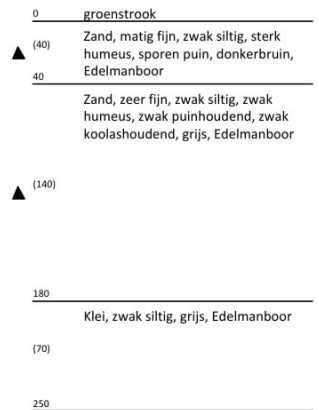 0 groenstrook
Zand, matig fijn, zwak siltig, sterk
(40)
humeus, sporen puin, donkerbruin,
Edelmanboor
40
Zand, zeer fijn, zwak siltig, zwak
humeus, zwak puinhoudend, zwak
koolashoudend, grijs, Edelmanboor
(140)
180
Klei, zwak siltig, grijs, Edelmanboor
(70)
250